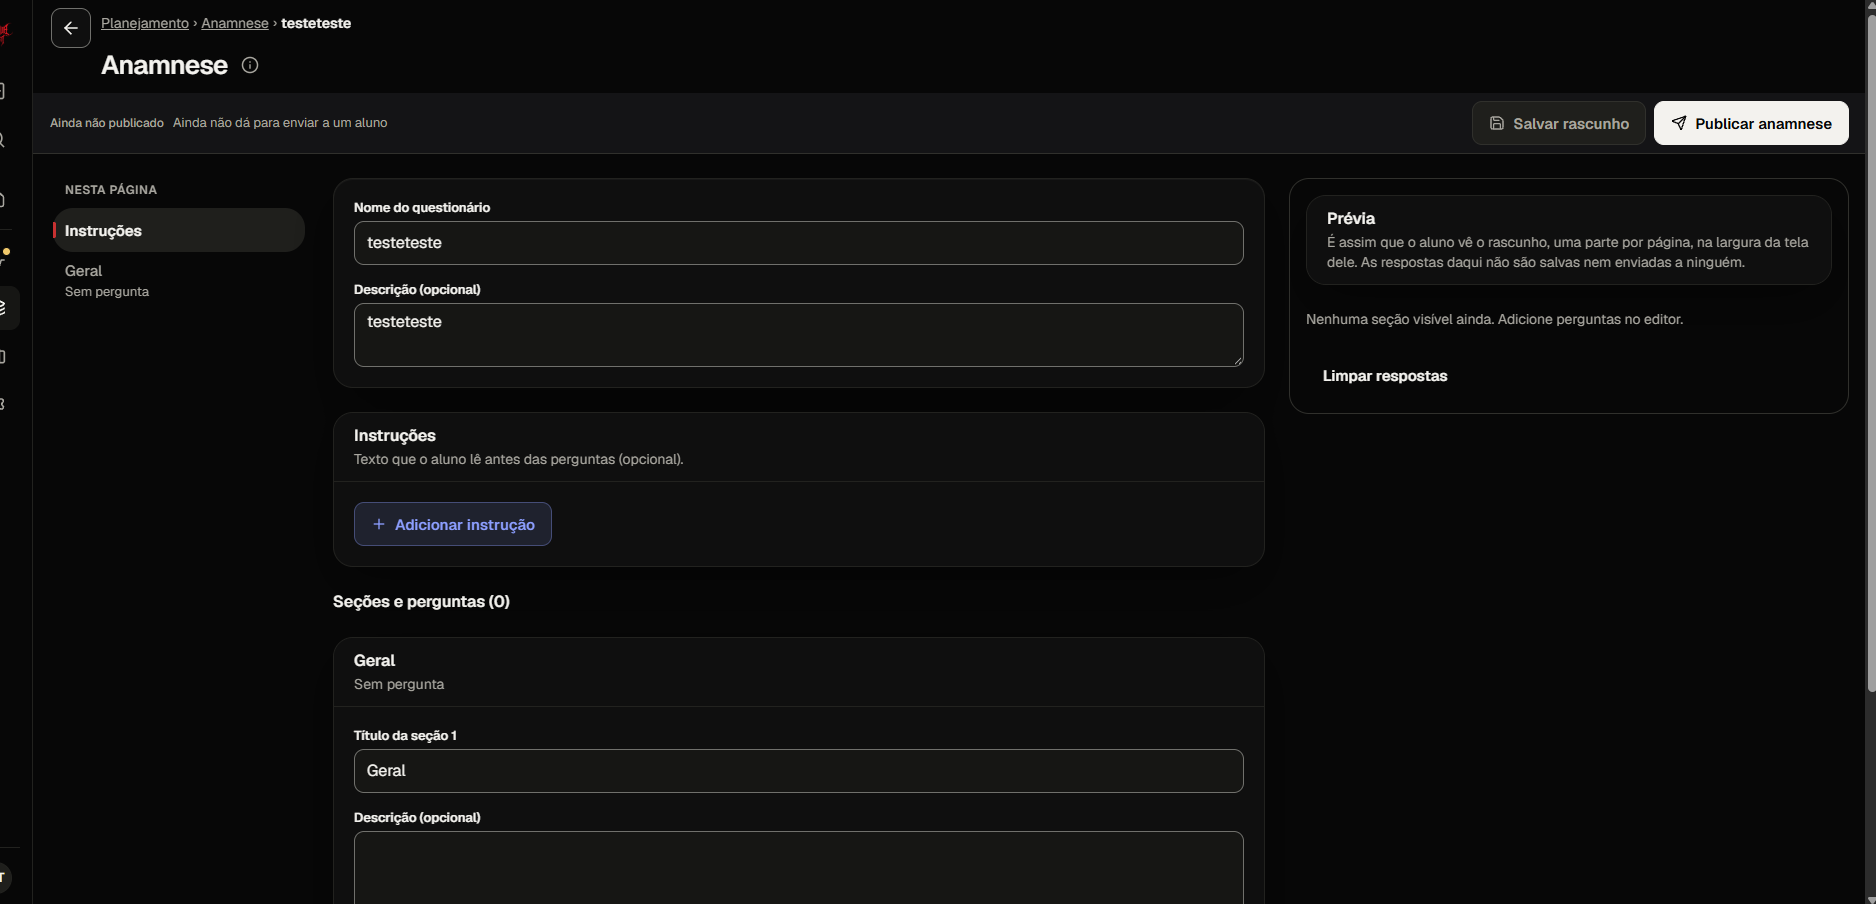 Planejamento › Anamnese › testeteste
Anamnese
Ainda não publicado Ainda não dá para enviar a um aluno
Salvar rascunho
Publicar anamnese
NESTA PÁGINA
Instruções
Geral
Sem pergunta
Nome do questionário
testeteste
Descrição (opcional)
testeteste
Instruções
Texto que o aluno lê antes das perguntas (opcional).
+ Adicionar instrução
Seções e perguntas (0)
Geral
Sem pergunta
Título da seção 1
Geral
Descrição (opcional)
Prévia
É assim que o aluno vê o rascunho, uma parte por página, na largura da tela
dele. As respostas daqui não são salvas nem enviadas a ninguém.
Nenhuma seção visível ainda. Adicione perguntas no editor.
Limpar respostas